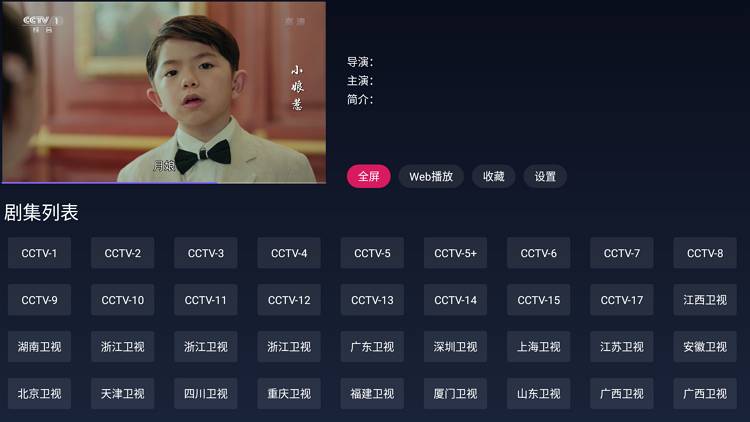 CCTV 1
综合
高清
小娘惹
月娘
导演：
主演：
简介：
全屏 Web播放 收藏 设置
剧集列表
CCTV-1 CCTV-2 CCTV-3 CCTV-4 CCTV-5 CCTV-5+ CCTV-6 CCTV-7 CCTV-8
CCTV-9 CCTV-10 CCTV-11 CCTV-12 CCTV-13 CCTV-14 CCTV-15 CCTV-17 江西卫视
湖南卫视 浙江卫视 浙江卫视 浙江卫视 广东卫视 深圳卫视 上海卫视 江苏卫视 安徽卫视
北京卫视 天津卫视 四川卫视 重庆卫视 福建卫视 厦门卫视 山东卫视 广西卫视 广西卫视